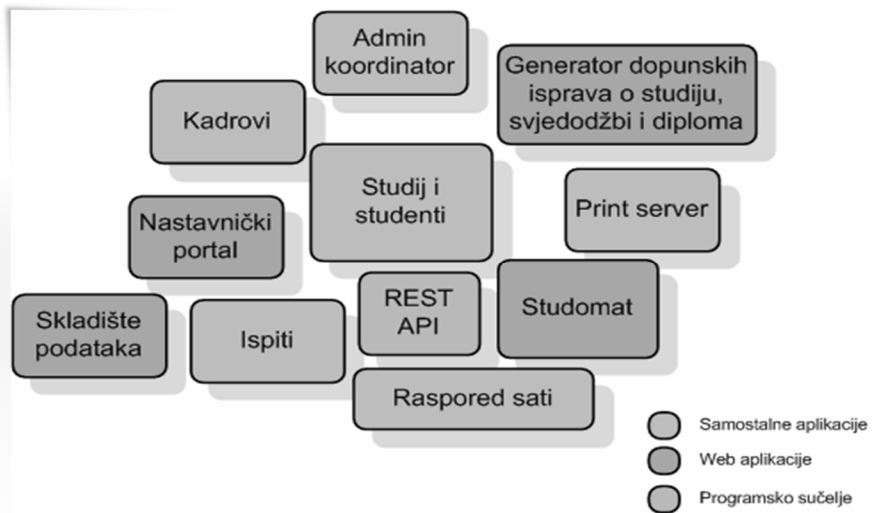 Admin
koordinator
Generator dopunskih
isprava o studiju,
svjedodžbi i diploma
Kadrovi
Studij i
studenti
Print server
Nastavnički
portal
REST
API
Studomat
Skladište
podataka
Ispiti
Raspored sati
Samostalne aplikacije
Web aplikacije
Programsko sučelje